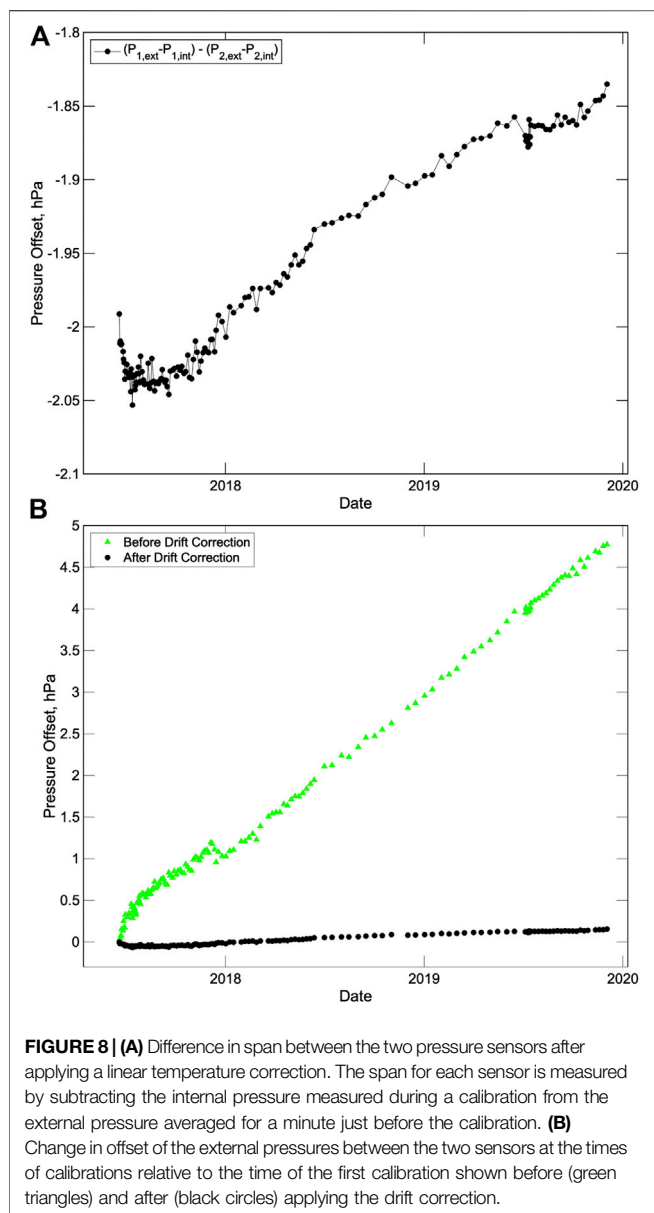 A
(P1,ext-P1,int) - (P2,ext-P2,int)
Pressure Offset, hPa
-1.8
-1.85
-1.9
-1.95
-2
-2.05
-2.1
2018
2019
2020
Date
B
Before Drift Correction
After Drift Correction
Pressure Offset, hPa
5
4.5
4
3.5
3
2.5
2
1.5
1
0.5
0
2018
2019
2020
Date
FIGURE 8 | (A) Difference in span between the two pressure sensors after
applying a linear temperature correction. The span for each sensor is measured
by subtracting the internal pressure measured during a calibration from the
external pressure averaged for a minute just before the calibration. (B)
Change in offset of the external pressures between the two sensors at the times
of calibrations relative to the time of the first calibration shown before (green
triangles) and after (black circles) applying the drift correction.